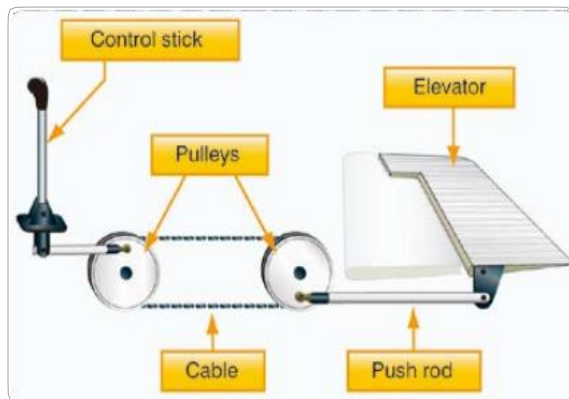 Control stick
Elevator
Pulleys
Cable
Push rod